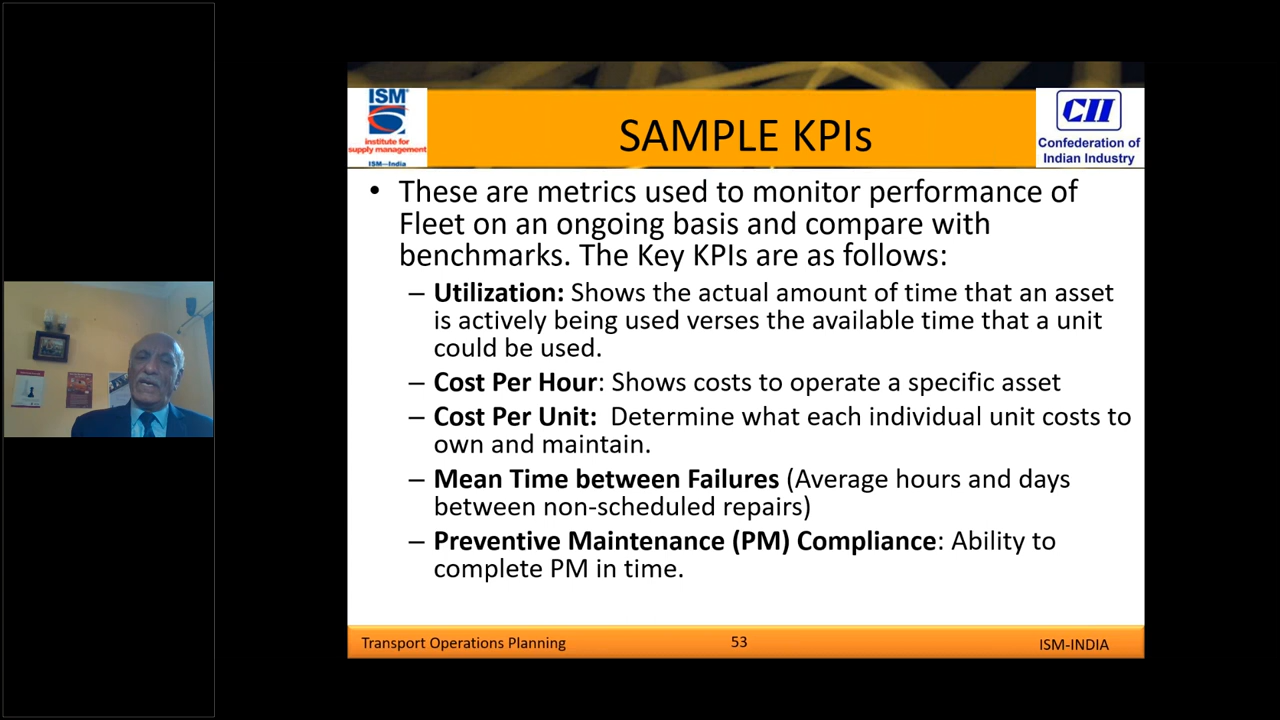 ISM®
institute for
supply management
ISM—India
SAMPLE KPIs
CII
Confederation of
Indian Industry
• These are metrics used to monitor performance of
Fleet on an ongoing basis and compare with
benchmarks. The Key KPIs are as follows:
– Utilization: Shows the actual amount of time that an asset
is actively being used verses the available time that a unit
could be used.
– Cost Per Hour: Shows costs to operate a specific asset
– Cost Per Unit: Determine what each individual unit costs to
own and maintain.
– Mean Time between Failures (Average hours and days
between non-scheduled repairs)
– Preventive Maintenance (PM) Compliance: Ability to
complete PM in time.
Transport Operations Planning
53
ISM-INDIA